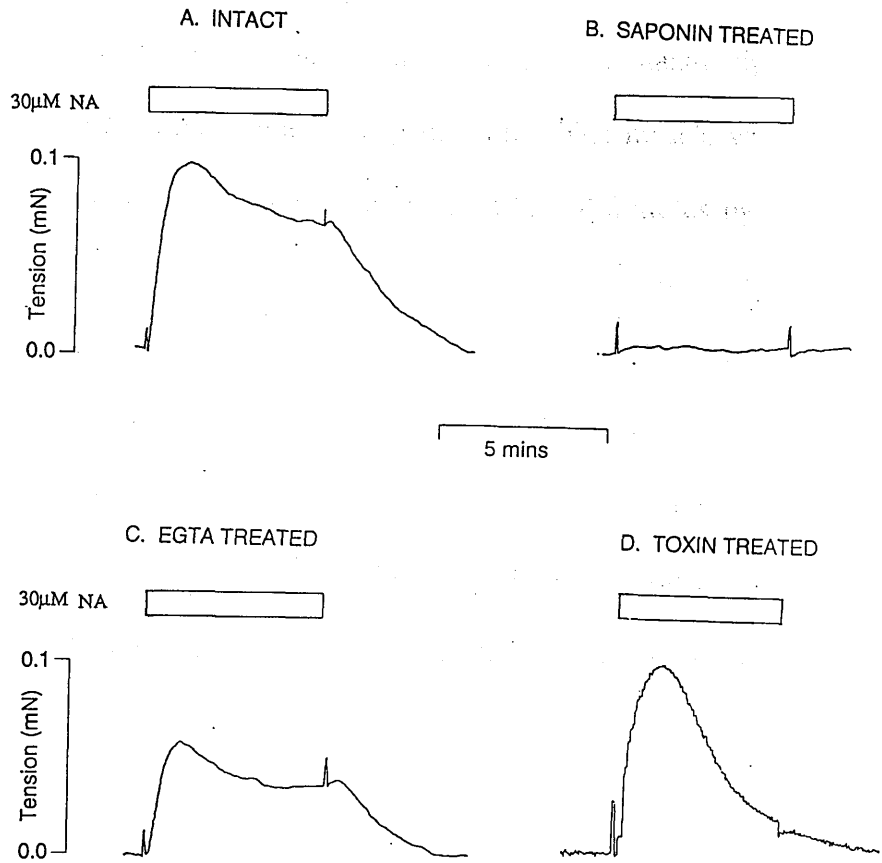 A. INTACT
B. SAPONIN TREATED
30µM NA
0.1
Tension (mN)
0.0
5 mins
C. EGTA TREATED
D. TOXIN TREATED
30µM NA
0.1
Tension (mN)
0.0